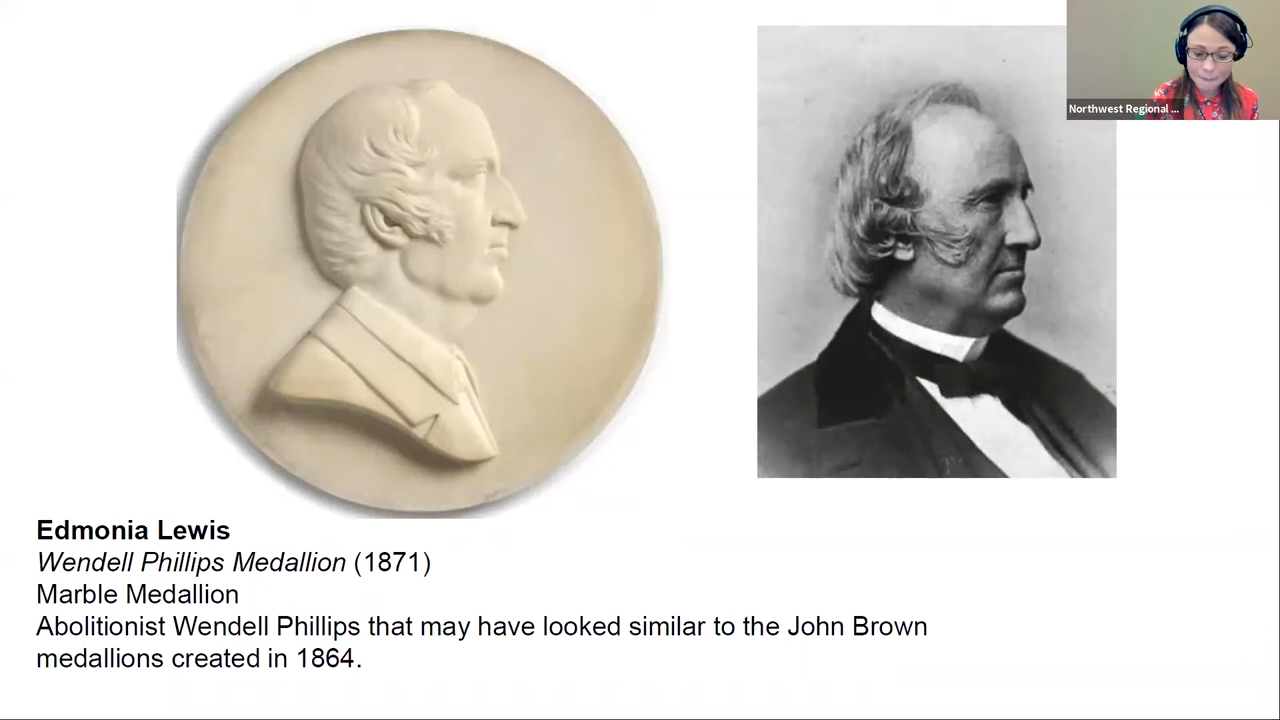 Northwest Regional ...
Edmonia Lewis
Wendell Phillips Medallion (1871)
Marble Medallion
Abolitionist Wendell Phillips that may have looked similar to the John Brown
medallions created in 1864.